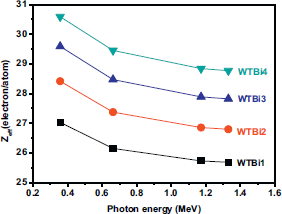 31
30
29
28
27
26
25
0.2 0.4 0.6 0.8 1.0 1.2 1.4 1.6
Z_eff(electron/atom)
Photon energy (MeV)
WTBi4
WTBi3
WTBi2
WTBi1